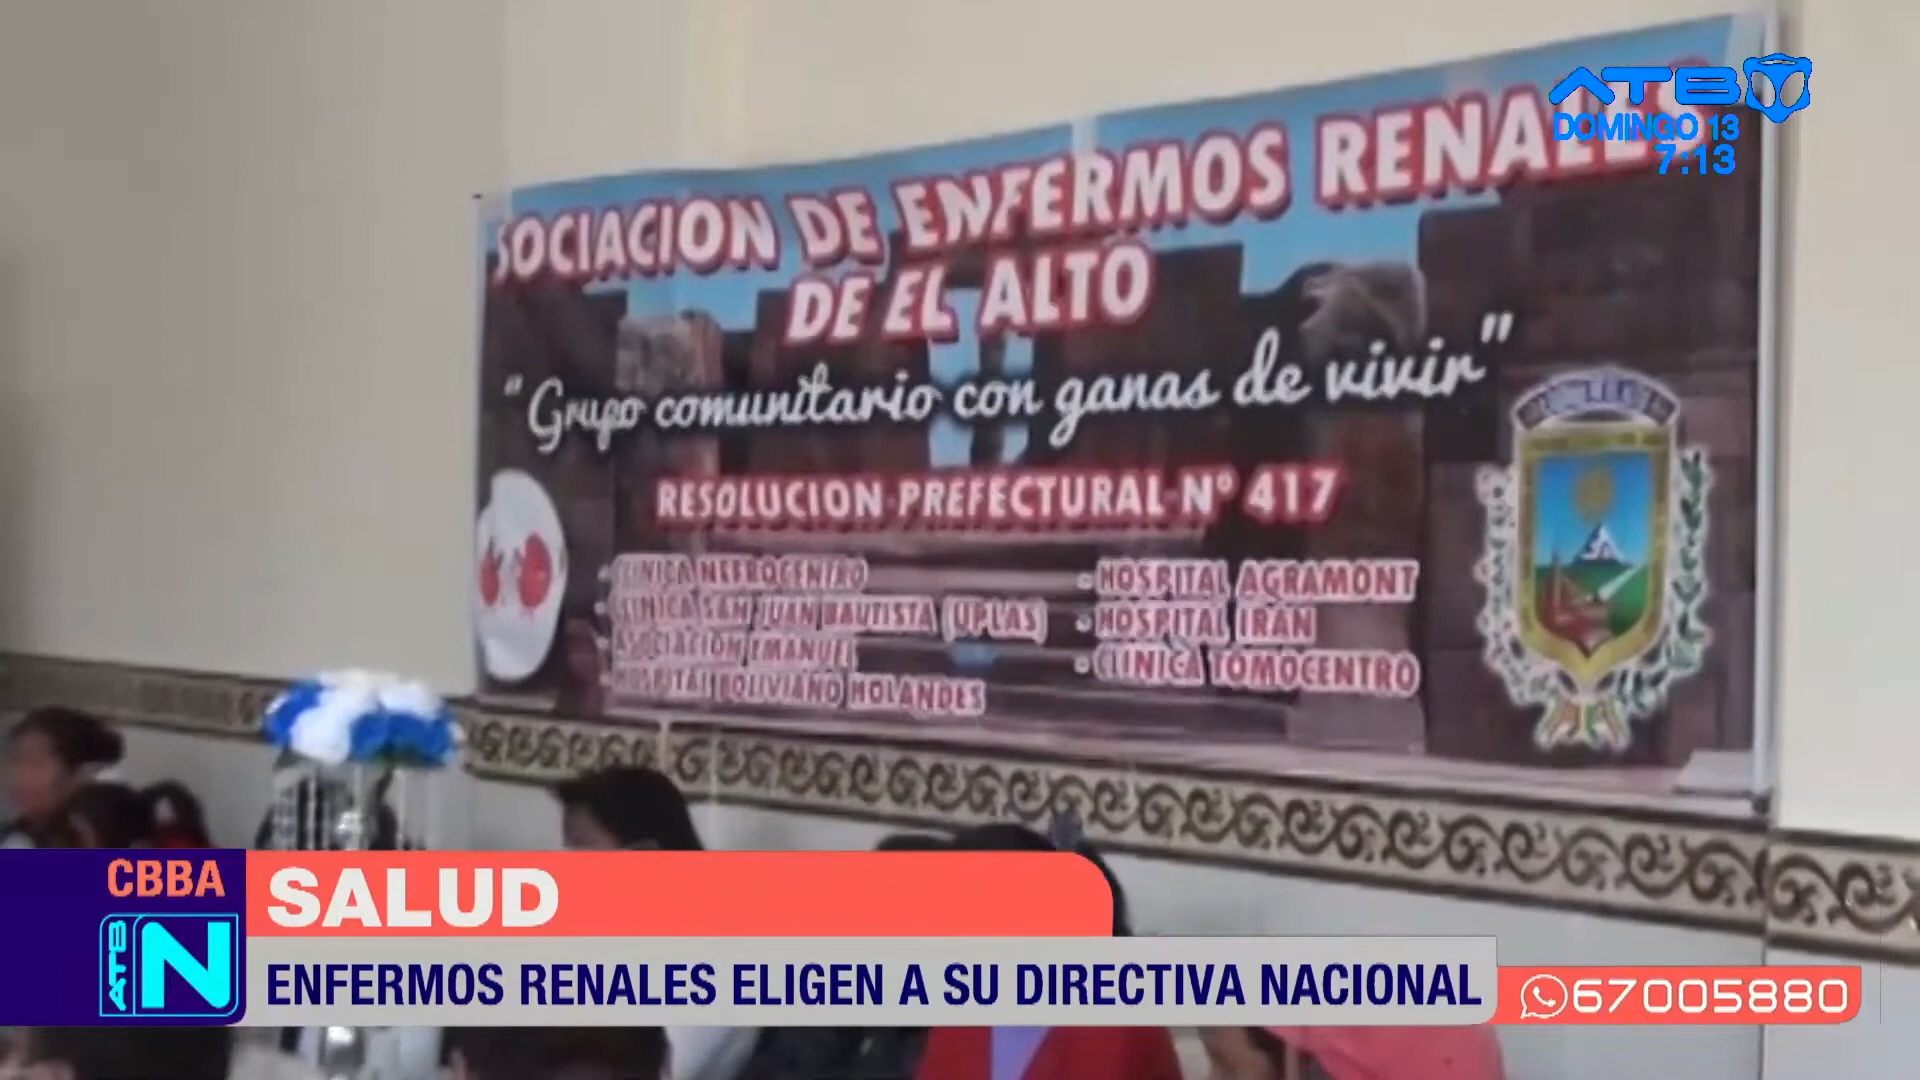 ATB
DOMINGO 13
7:13
SOCIACION DE ENFERMOS RENALES
DE EL ALTO
"Grupo comunitario con ganas de vivir"
RESOLUCION PREFECTURAL Nº 417
- CLINICA NEFROCENTRO
- CLINICA SAN JUAN BAUTISTA (UPLAS)
- ASOCIACION EMANUEL
- HOSPITAL BOLIVIANO HOLANDES
- HOSPITAL AGRAMONT
- HOSPITAL IRAN
- CLINICA TOMOCENTRO
CBBA
SALUD
ATB N
ENFERMOS RENALES ELIGEN A SU DIRECTIVA NACIONAL
67005880